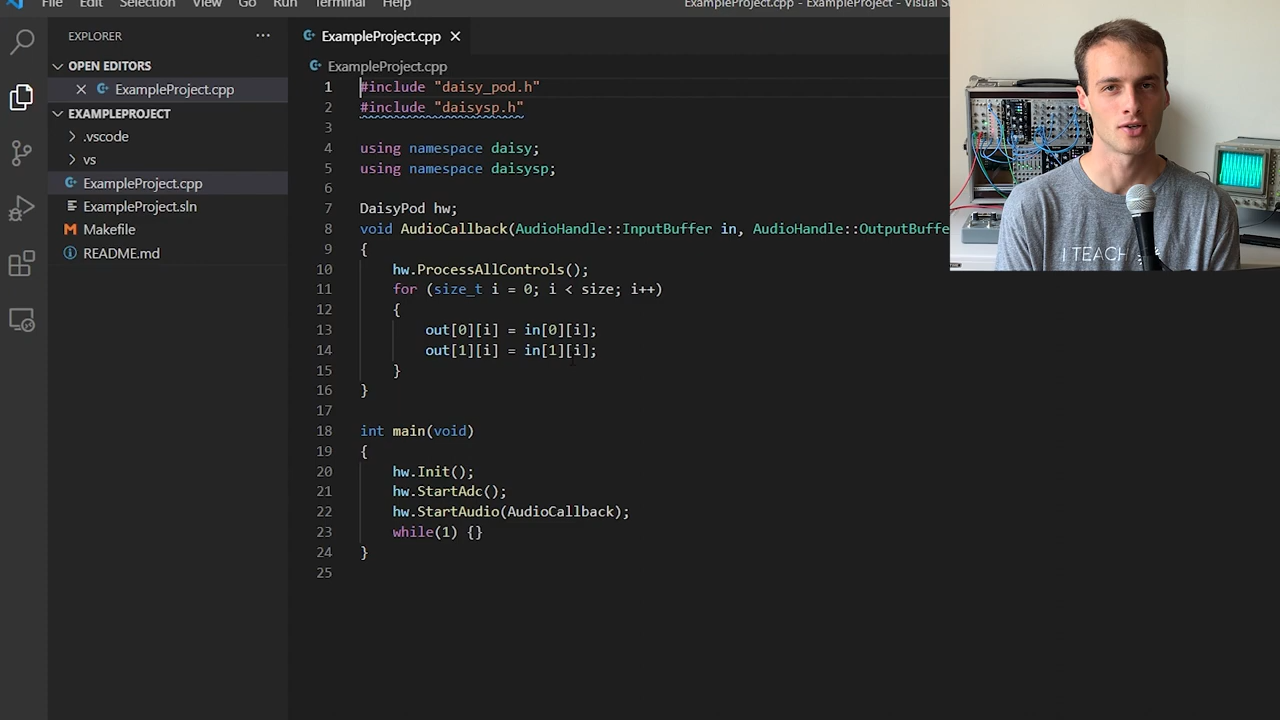 File Edit Selection View Go Run Terminal Help
ExampleProject.cpp - ExampleProject - Visual
EXPLORER
OPEN EDITORS
ExampleProject.cpp
EXAMPLEPROJECT
.vscode
vs
ExampleProject.cpp
ExampleProject.sln
Makefile
README.md
ExampleProject.cpp
ExampleProject.cpp
1 #include "daisy_pod.h"
2 #include "daisysp.h"
3
4 using namespace daisy;
5 using namespace daisysp;
6
7 DaisyPod hw;
8 void AudioCallback(AudioHandle::InputBuffer in, AudioHandle::OutputBuffe
9 {
10 hw.ProcessAllControls();
11 for (size_t i = 0; i < size; i++)
12 {
13 out[0][i] = in[0][i];
14 out[1][i] = in[1][i];
15 }
16 }
17
18 int main(void)
19 {
20 hw.Init();
21 hw.StartAdc();
22 hw.StartAudio(AudioCallback);
23 while(1) {}
24 }
25
I TEACH